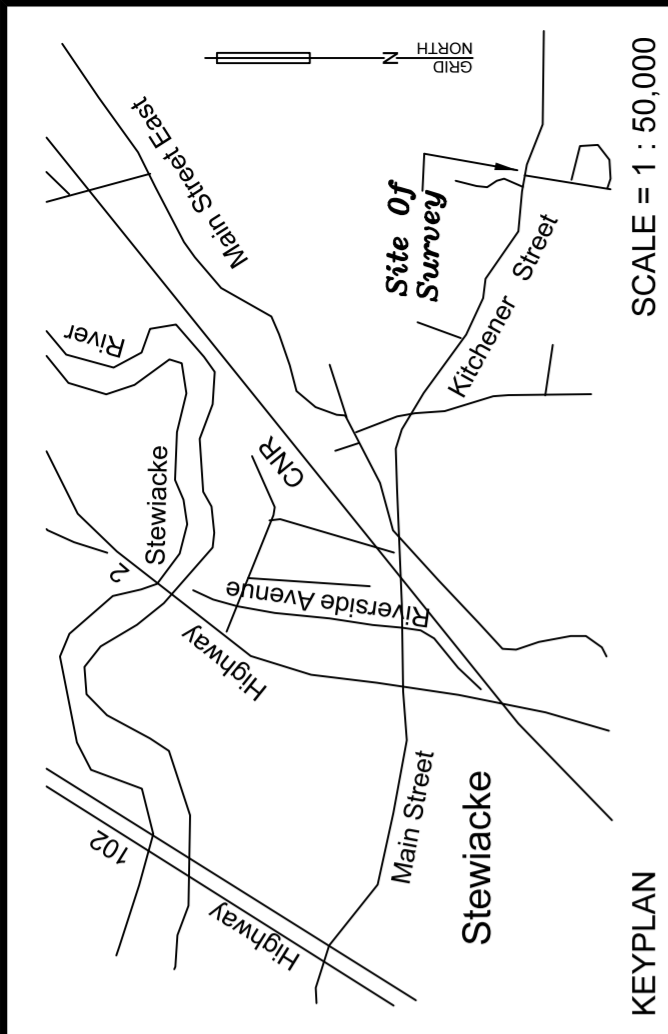 GRID
NORTH
N
Main Street East
River
Stewiacke
2
CNR
Site Of
Survey
Kitchener Street
Riverside Avenue
Highway
102
Highway
Main Street
Stewiacke
KEYPLAN
SCALE = 1 : 50,000